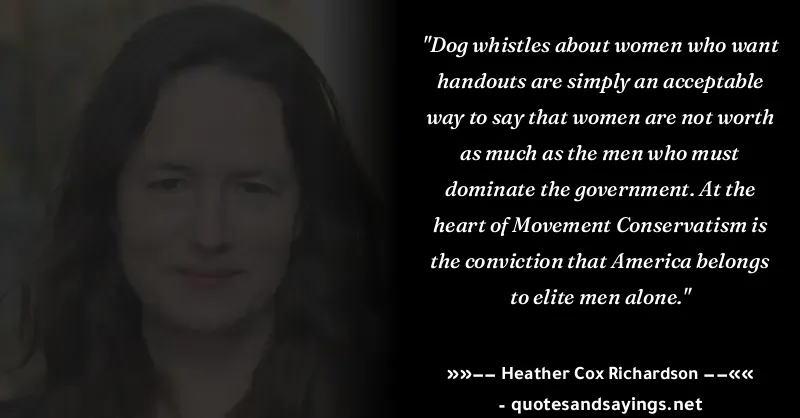 "Dog whistles about women who want
handouts are simply an acceptable
way to say that women are not worth
as much as the men who must
dominate the government. At the
heart of Movement Conservatism is
the conviction that America belongs
to elite men alone."
»»−− Heather Cox Richardson −−««
- quotesandsayings.net